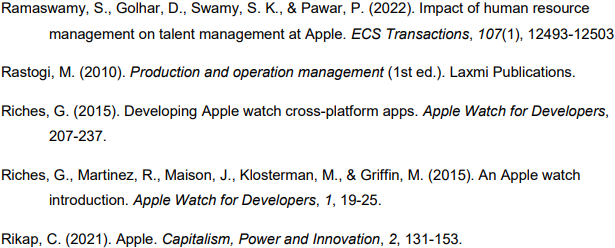 Ramaswamy, S., Golhar, D., Swamy, S. K., & Pawar, P. (2022). Impact of human resource
management on talent management at Apple. ECS Transactions, 107(1), 12493-12503
Rastogi, M. (2010). Production and operation management (1st ed.). Laxmi Publications.
Riches, G. (2015). Developing Apple watch cross-platform apps. Apple Watch for Developers,
207-237.
Riches, G., Martinez, R., Maison, J., Klosterman, M., & Griffin, M. (2015). An Apple watch
introduction. Apple Watch for Developers, 1, 19-25.
Rikap, C. (2021). Apple. Capitalism, Power and Innovation, 2, 131-153.